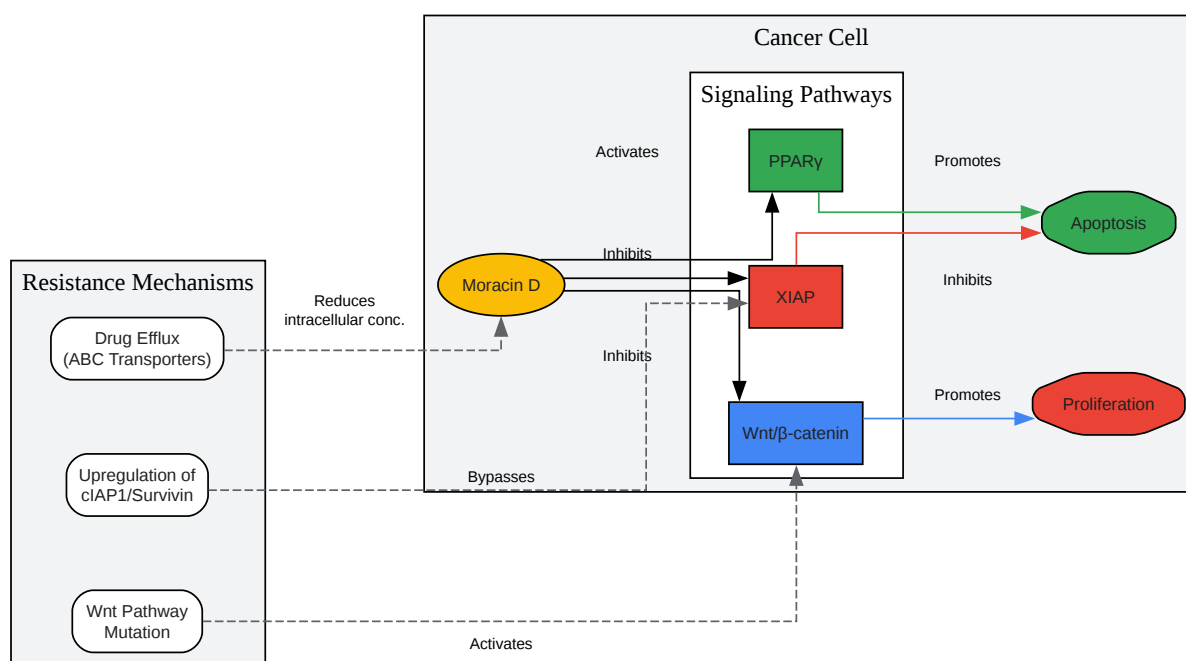 Cancer Cell
Signaling Pathways
Activates
PPARγ
Promotes
Apoptosis
Inhibits
Moracin D
XIAP
Inhibits
Resistance Mechanisms
Reduces
intracellular conc.
Drug Efflux
(ABC Transporters)
Inhibits
Promotes
Proliferation
Wnt/β-catenin
Upregulation of
cIAP1/Survivin
Bypasses
Wnt Pathway
Mutation
Activates